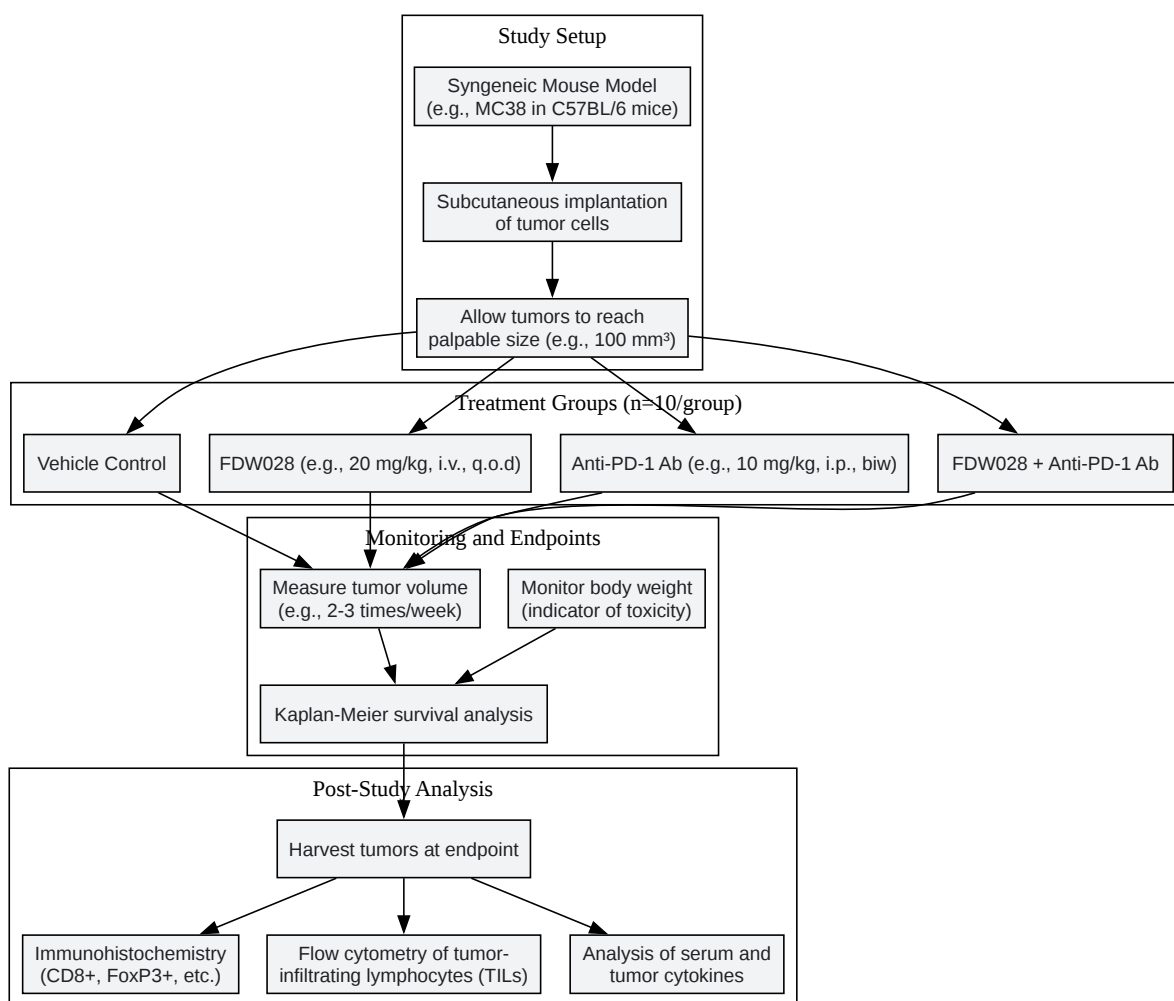 Study Setup
Syngeneic Mouse Model
(e.g., MC38 in C57BL/6 mice)
Subcutaneous implantation
of tumor cells
Allow tumors to reach
palpable size (e.g., 100 mm³)
Treatment Groups (n=10/group)
Vehicle Control
FDW028 (e.g., 20 mg/kg, i.v., q.o.d)
Anti-PD-1 Ab (e.g., 10 mg/kg, i.p., biw)
FDW028 + Anti-PD-1 Ab
Monitoring and Endpoints
Measure tumor volume
(e.g., 2-3 times/week)
Monitor body weight
(indicator of toxicity)
Kaplan-Meier survival analysis
Post-Study Analysis
Harvest tumors at endpoint
Immunohistochemistry
(CD8+, FoxP3+, etc.)
Flow cytometry of tumor-
infiltrating lymphocytes (TILs)
Analysis of serum and
tumor cytokines